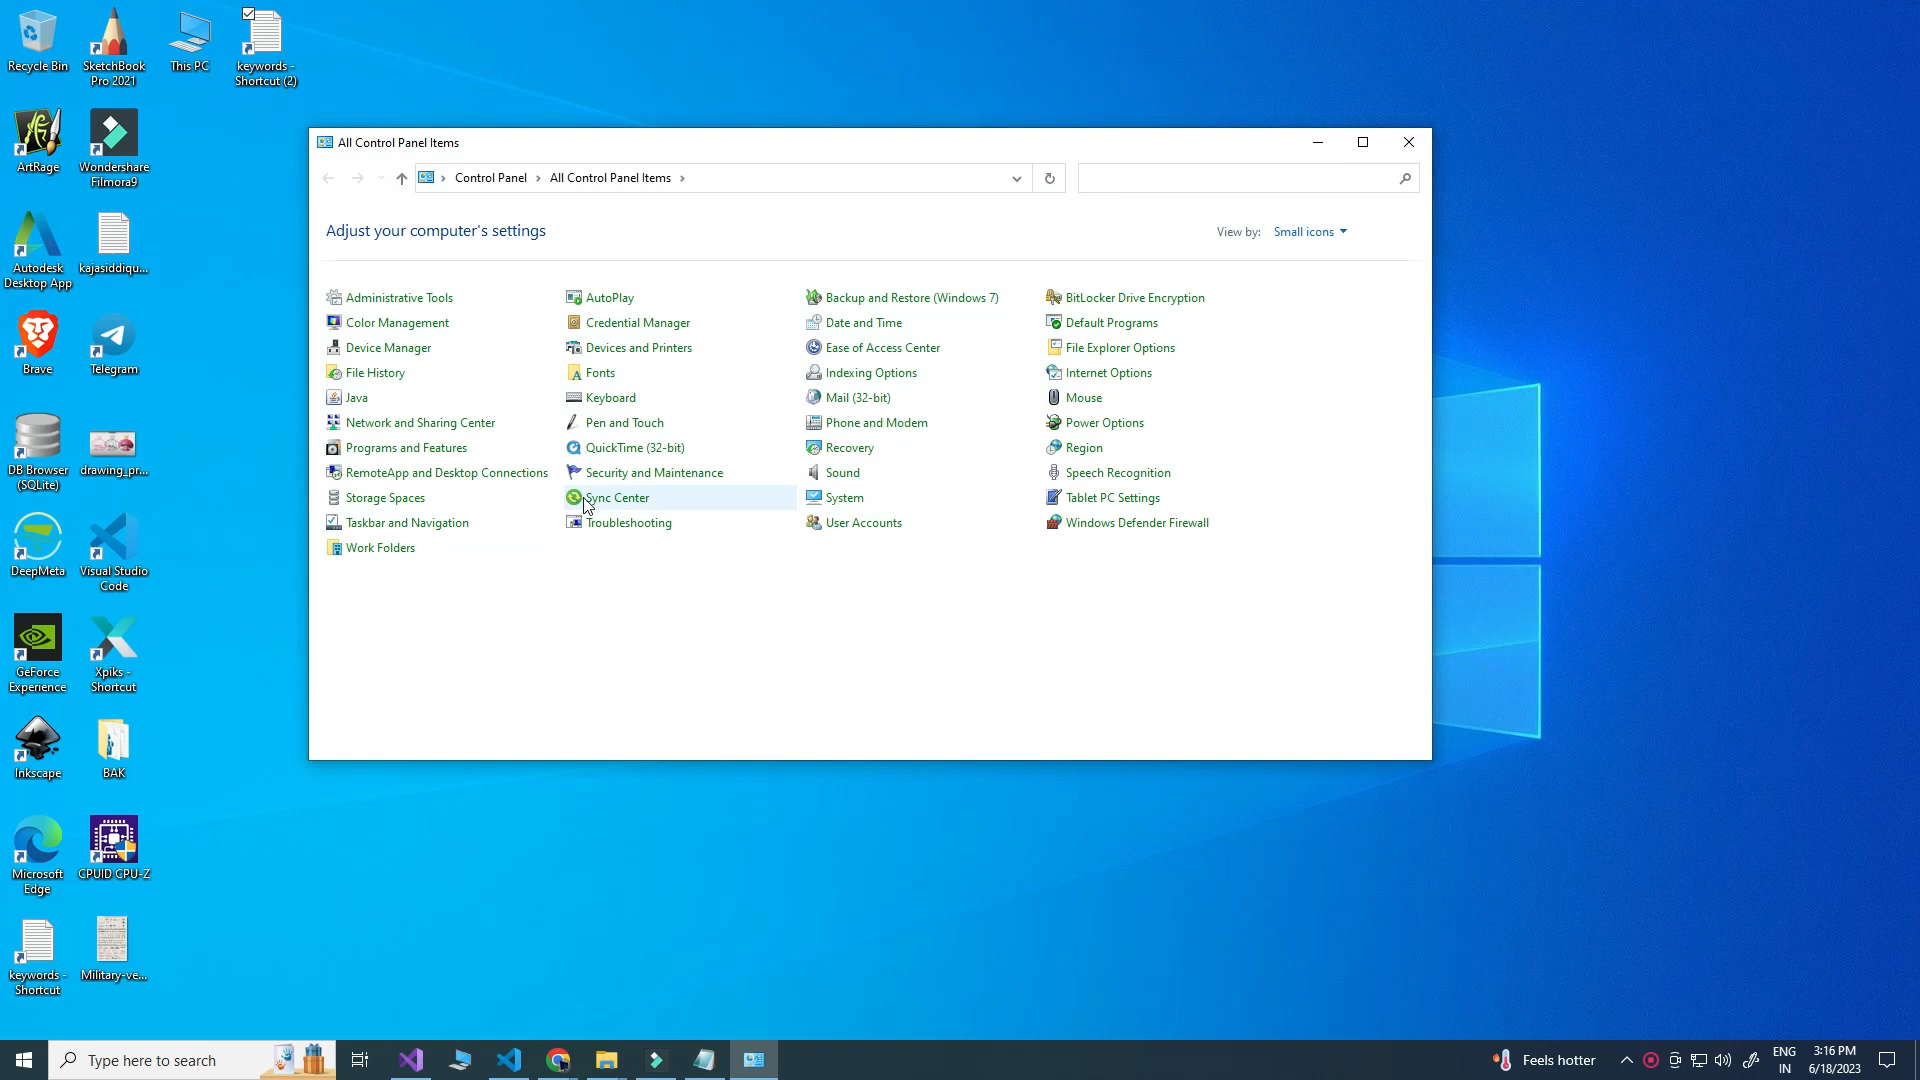 Recycle Bin
SketchBook
Pro 2021
This PC
keywords -
Shortcut (2)
ArtRage
Wondershare
Filmora9
Autodesk
Desktop App
kajasiddiqu...
Brave
Telegram
DB Browser
(SQLite)
drawing_pr...
DeepMeta
Visual Studio
Code
GeForce
Experience
Xpiks -
Shortcut
Inkscape
BAK
Microsoft
Edge
CPUID CPU-Z
keywords -
Shortcut
Military-ve...
All Control Panel Items
Control Panel > All Control Panel Items >
Adjust your computer's settings
View by: Small icons
Administrative Tools
AutoPlay
Backup and Restore (Windows 7)
BitLocker Drive Encryption
Color Management
Credential Manager
Date and Time
Default Programs
Device Manager
Devices and Printers
Ease of Access Center
File Explorer Options
File History
Fonts
Indexing Options
Internet Options
Java
Keyboard
Mail (32-bit)
Mouse
Network and Sharing Center
Pen and Touch
Phone and Modem
Power Options
Programs and Features
QuickTime (32-bit)
Recovery
Region
RemoteApp and Desktop Connections
Security and Maintenance
Sound
Speech Recognition
Storage Spaces
Sync Center
System
Tablet PC Settings
Taskbar and Navigation
Troubleshooting
User Accounts
Windows Defender Firewall
Work Folders
Type here to search
Feels hotter
ENG
IN
3:16 PM
6/18/2023